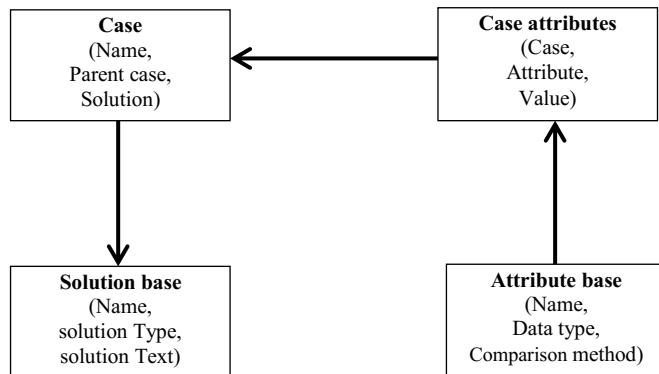 Case
(Name,
Parent case,
Solution)
Case attributes
(Case,
Attribute,
Value)
Solution base
(Name,
solution Type,
solution Text)
Attribute base
(Name,
Data type,
Comparison method)